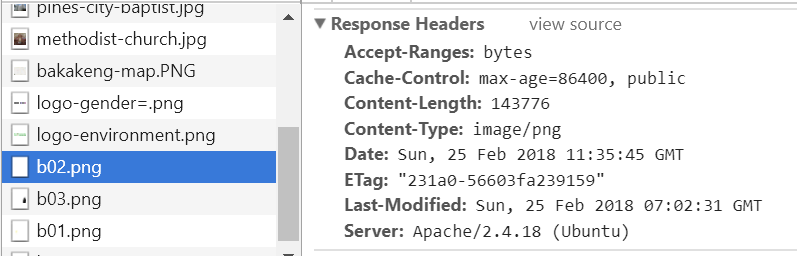 pines-city-baptist.jpg
methodist-church.jpg
bakakeng-map.PNG
logo-gender=.png
logo-environment.png
b02.png
b03.png
b01.png
Response Headers view source
Accept-Ranges: bytes
Cache-Control: max-age=86400, public
Content-Length: 143776
Content-Type: image/png
Date: Sun, 25 Feb 2018 11:35:45 GMT
ETag: "231a0-56603fa239159"
Last-Modified: Sun, 25 Feb 2018 07:02:31 GMT
Server: Apache/2.4.18 (Ubuntu)